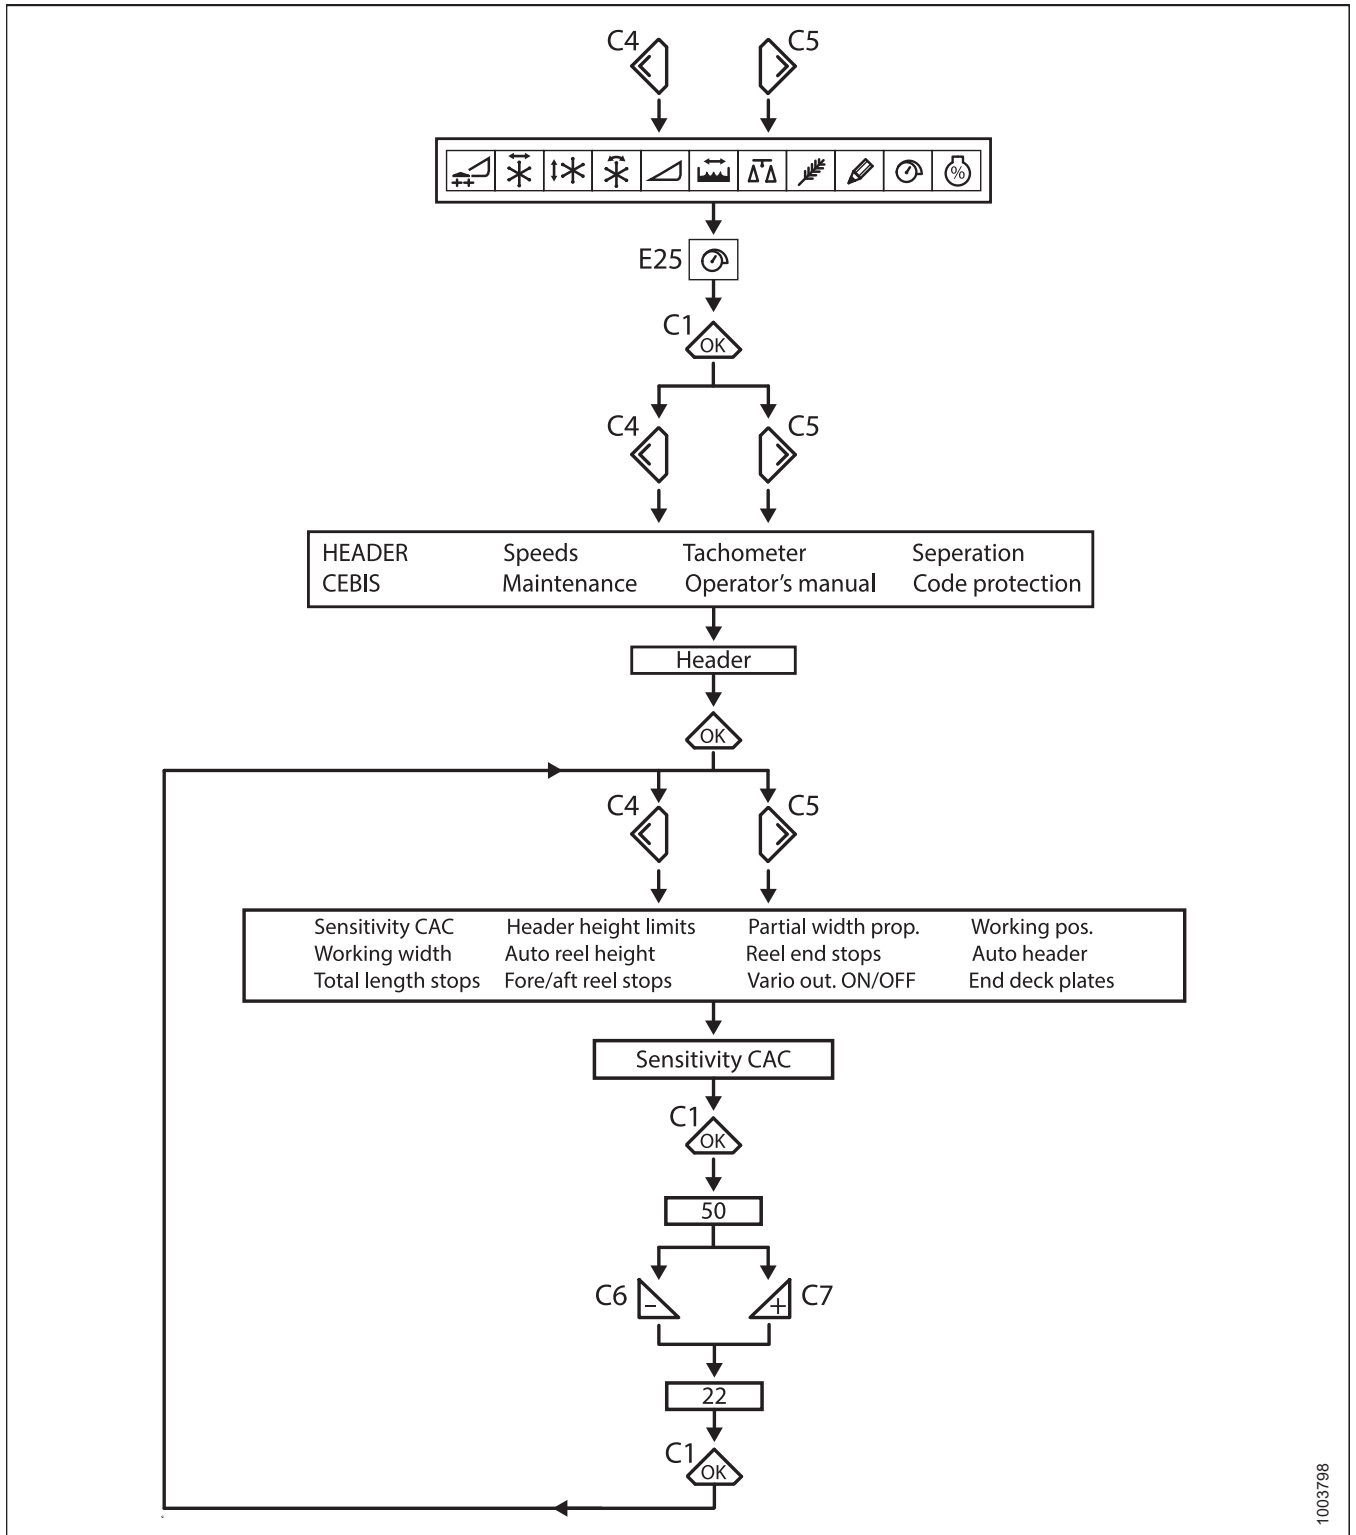 C4 C5
%
E25
C1
OK
C4 C5
HEADER Speeds Tachometer Seperation
CEBIS Maintenance Operator's manual Code protection
Header
OK
C4 C5
Sensitivity CAC Header height limits Partial width prop. Working pos.
Working width Auto reel height Reel end stops Auto header
Total length stops Fore/aft reel stops Vario out. ON/OFF End deck plates
Sensitivity CAC
C1
OK
50
C6 - + C7
22
C1
OK
1003798